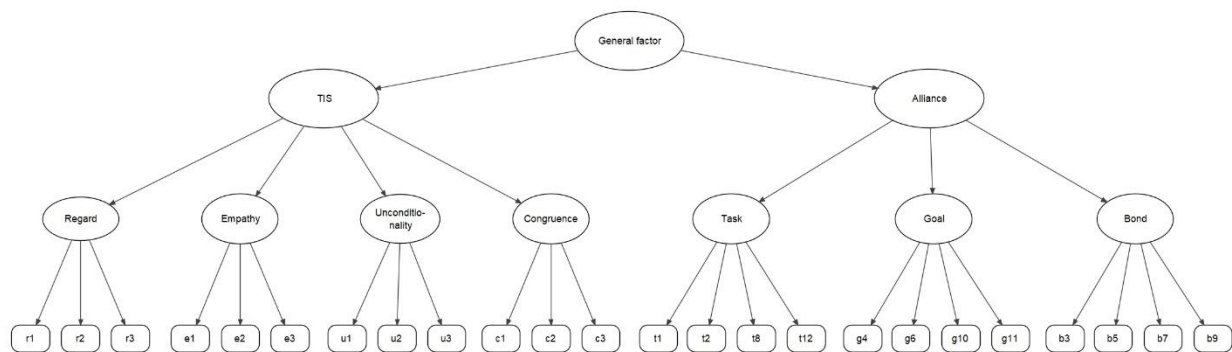 General factor
TIS
Alliance
Regard
Empathy
Unconditio-
nality
Congruence
Task
Goal
Bond
r1
r2
r3
e1
e2
e3
u1
u2
u3
c1
c2
c3
t1
t2
t8
t12
g4
g6
g10
g11
b3
b5
b7
b9